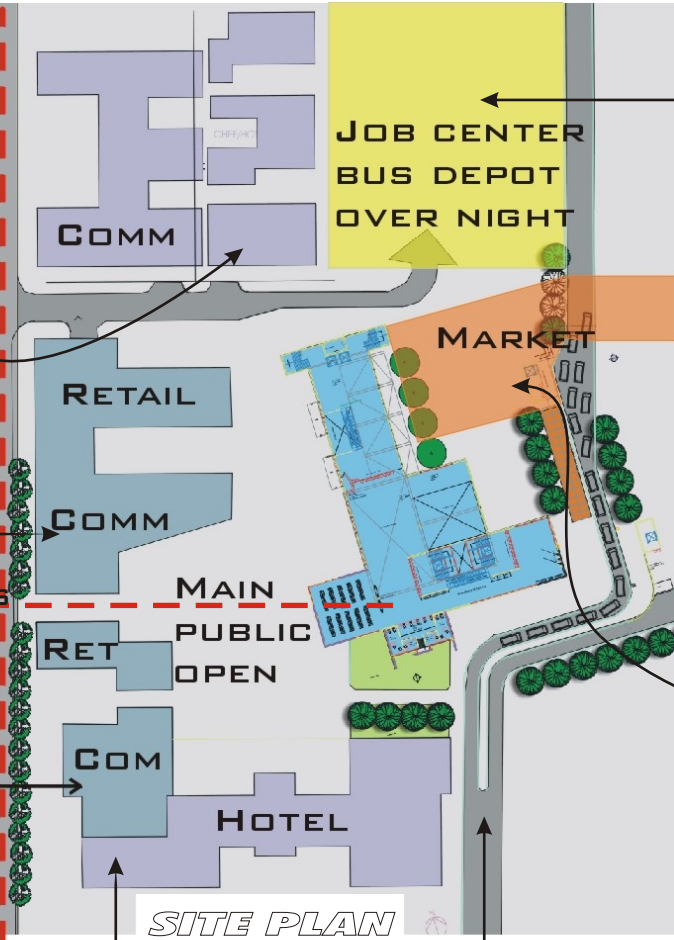 JOB CENTER
BUS DEPOT
OVER NIGHT
COMM
MARKET
RETAIL
COMM
MAIN
PUBLIC
OPEN
RET
COM
HOTEL
SITE PLAN